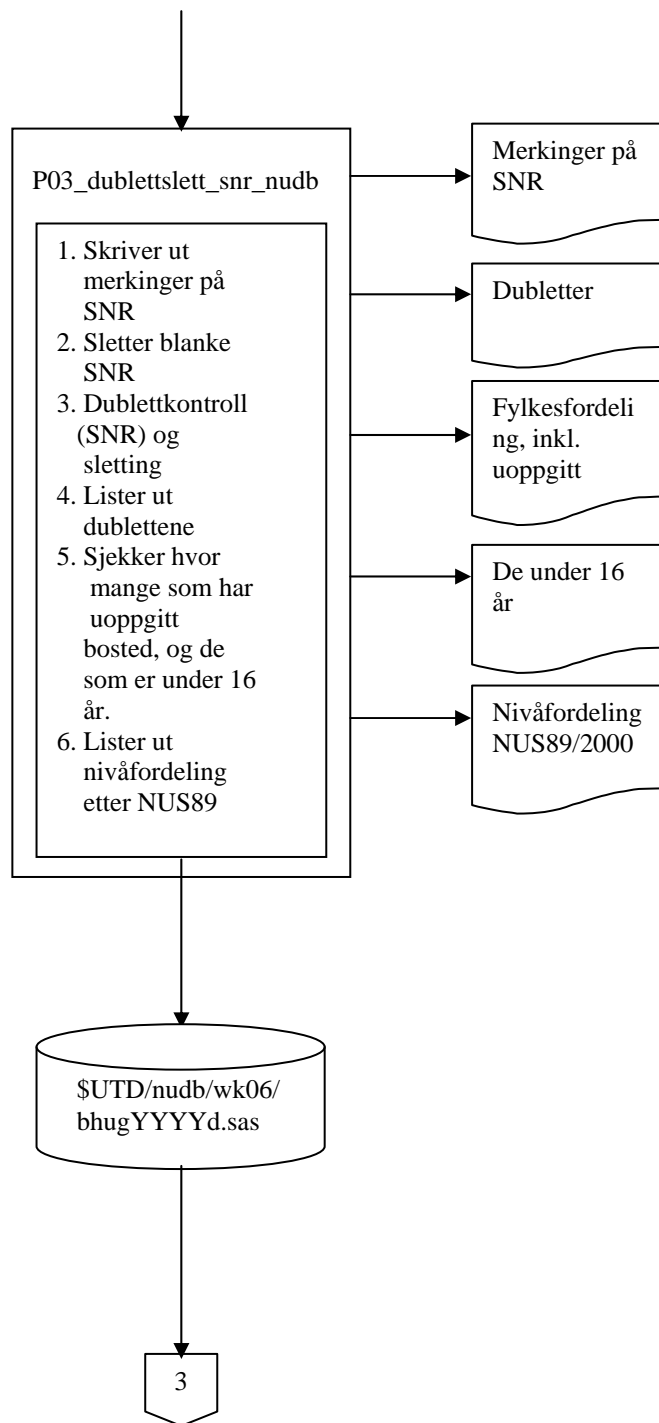 P03_dublettslett_snr_nudb
1. Skriver ut
merkinger på
SNR
2. Sletter blanke
SNR
3. Dublettkontroll
(SNR) og
sletting
4. Lister ut
dublettene
5. Sjekker hvor
mange som har
uoppgitt
bosted, og de
som er under 16
år.
6. Lister ut
nivåfordeling
etter NUS89
Merkinger på
SNR
Dubletter
Fylkesfordeli
ng, inkl.
uoppgitt
De under 16
år
Nivåfordeling
NUS89/2000
$UTD/nudb/wk06/
bhugYYYYd.sas
3